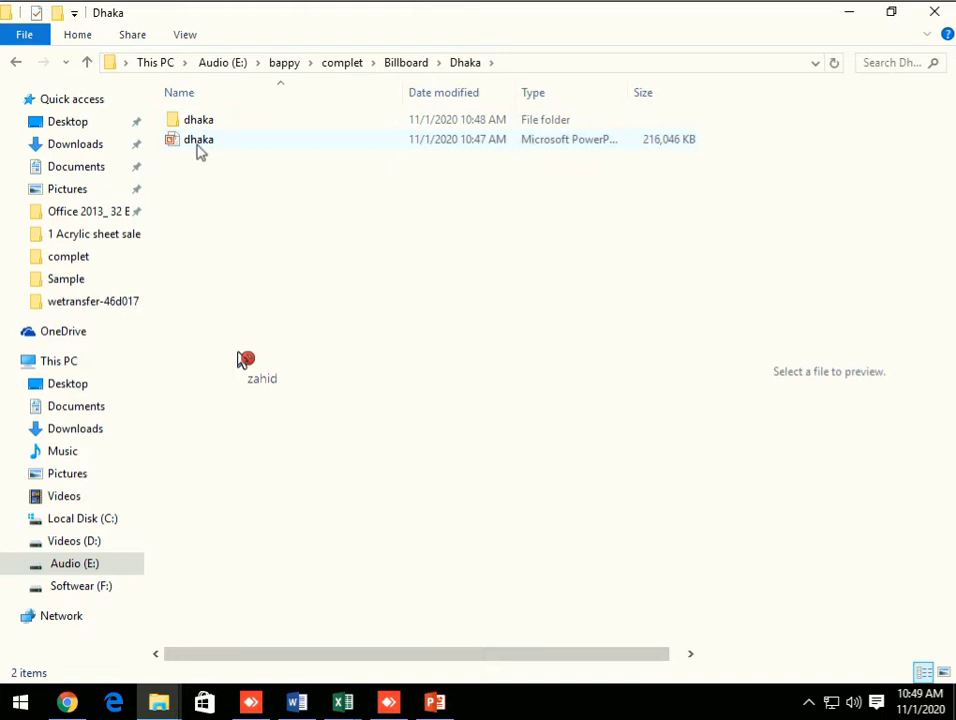 Dhaka
File Home Share View
This PC Audio (E:) bappy complet Billboard Dhaka Search Dh...
Name Date modified Type Size
dhaka 11/1/2020 10:48 AM File folder
dhaka 11/1/2020 10:47 AM Microsoft PowerP... 216,046 KB
Quick access
Desktop
Downloads
Documents
Pictures
Office 2013_ 32 E
1 Acrylic sheet sale
complet
Sample
wetransfer-46d017
OneDrive
This PC
Desktop
Documents
Downloads
Music
Pictures
Videos
Local Disk (C:)
Videos (D:)
Audio (E:)
Softwear (F:)
Network
zahid
Select a file to preview.
2 items
10:49 AM
11/1/2020